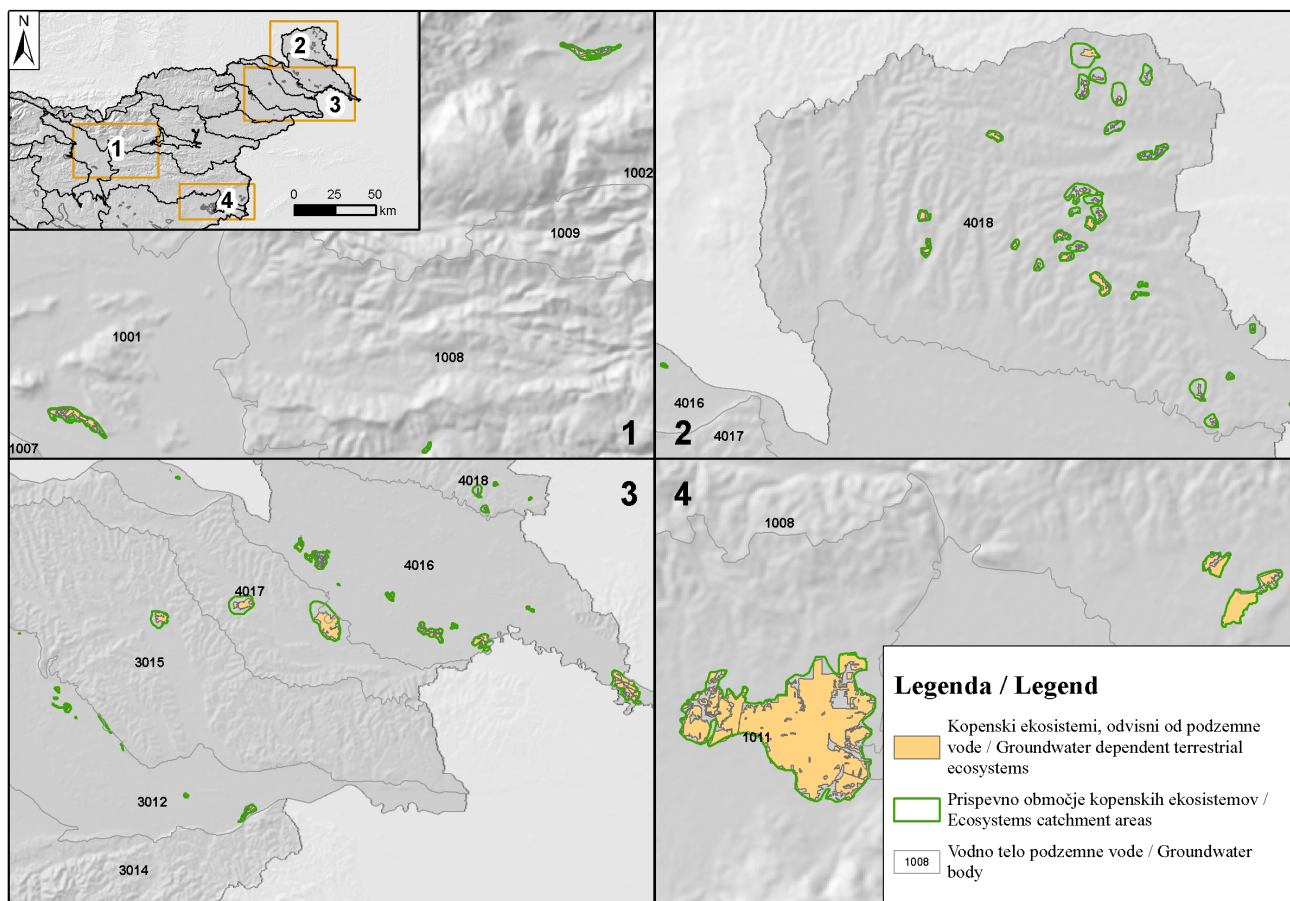 N
1
2
3
4
0 25 50
km
1002
1009
1001
1008
1007
1
4018
4016
4017
2
4018
3
4016
4017
3015
3012
3014
4
1008
1011
Legenda / Legend
Kopenski ekosistemi, odvisni od podzemne
vode / Groundwater dependent terrestrial
ecosystems
Prispevno območje kopenskih ekosistemov /
Ecosystems catchment areas
1008
Vodno telo podzemne vode / Groundwater
body